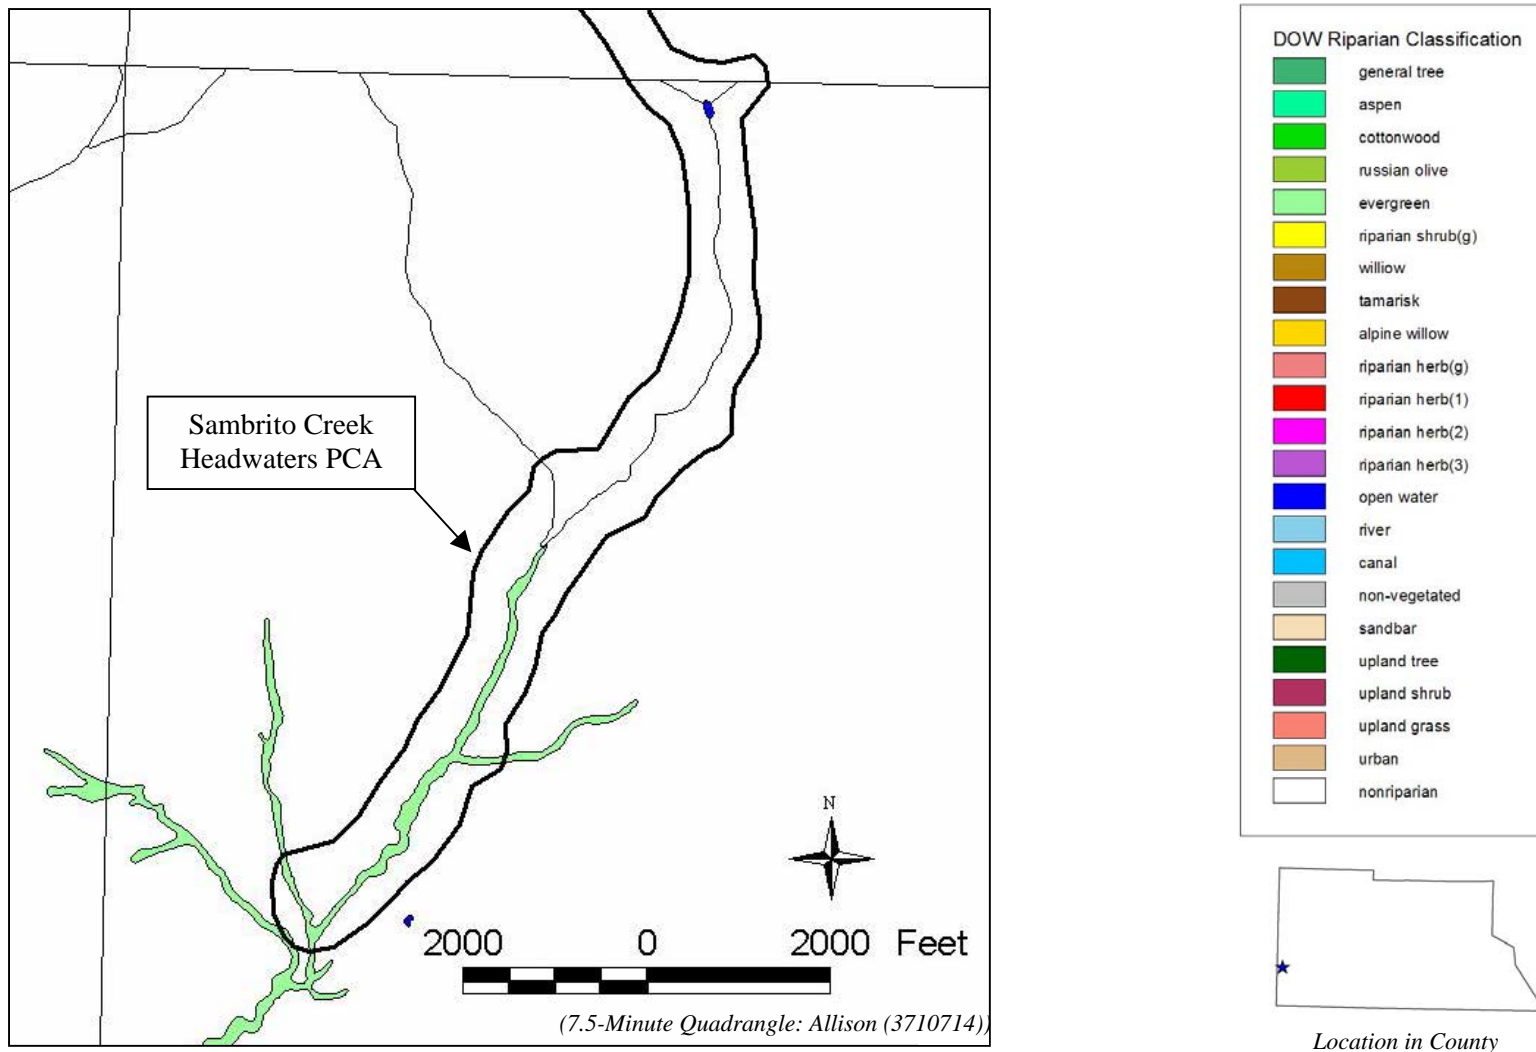 Sambrito Creek
Headwaters PCA
N
2000 0 2000 Feet
(7.5-Minute Quadrangle: Allison (3710714))
DOW Riparian Classification
general tree
aspen
cottonwood
russian olive
evergreen
riparian shrub(g)
williow
tamarisk
alpine willow
riparian herb(g)
riparian herb(1)
riparian herb(2)
riparian herb(3)
open water
river
canal
non-vegetated
sandbar
upland tree
upland shrub
upland grass
urban
nonriparian
Location in County